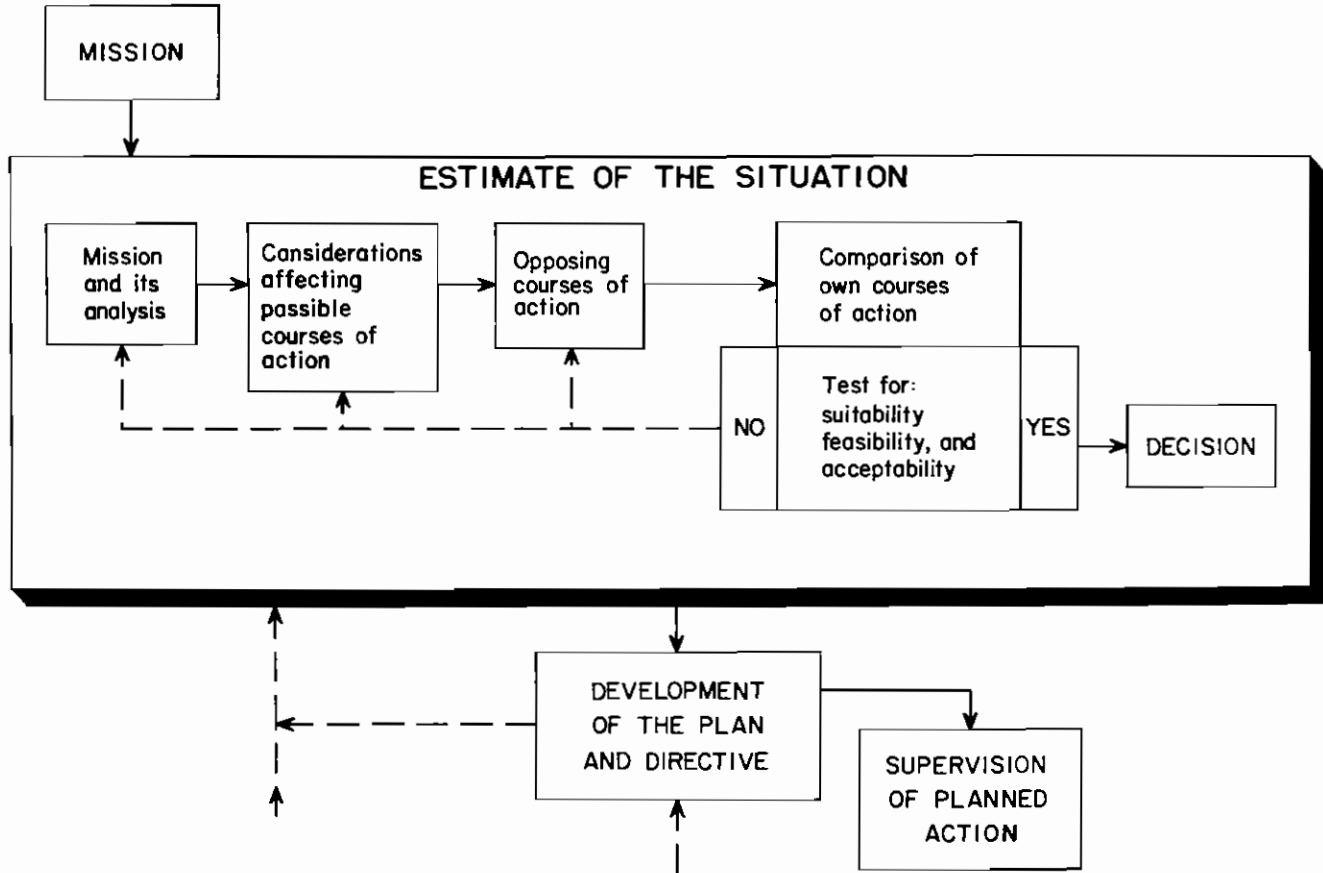 MISSION
ESTIMATE OF THE SITUATION
Mission
and its
analysis
Cansiderations
affecting
passible
courses of
action
Opposing
courses of
action
Comparison of
own courses
of action
NO
Test for:
suitability
feasibility, and
acceptability
YES
DECISION
DEVELOPMENT
OF THE PLAN
AND DIRECTIVE
SUPERVISION
OF PLANNED
ACTION